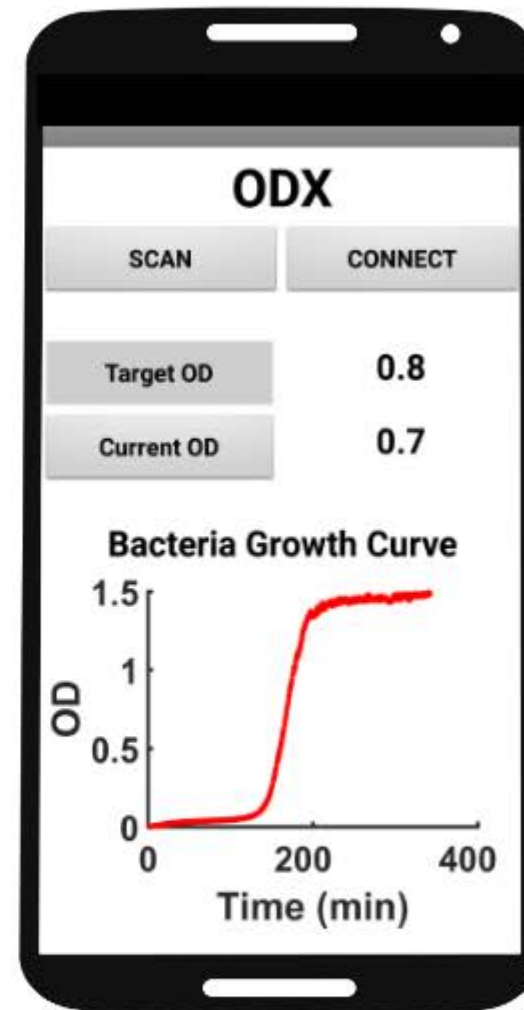 ODX
SCAN CONNECT
Target OD 0.8
Current OD 0.7
Bacteria Growth Curve
1.5
1
0.5
0
OD
0 200 400
Time (min)